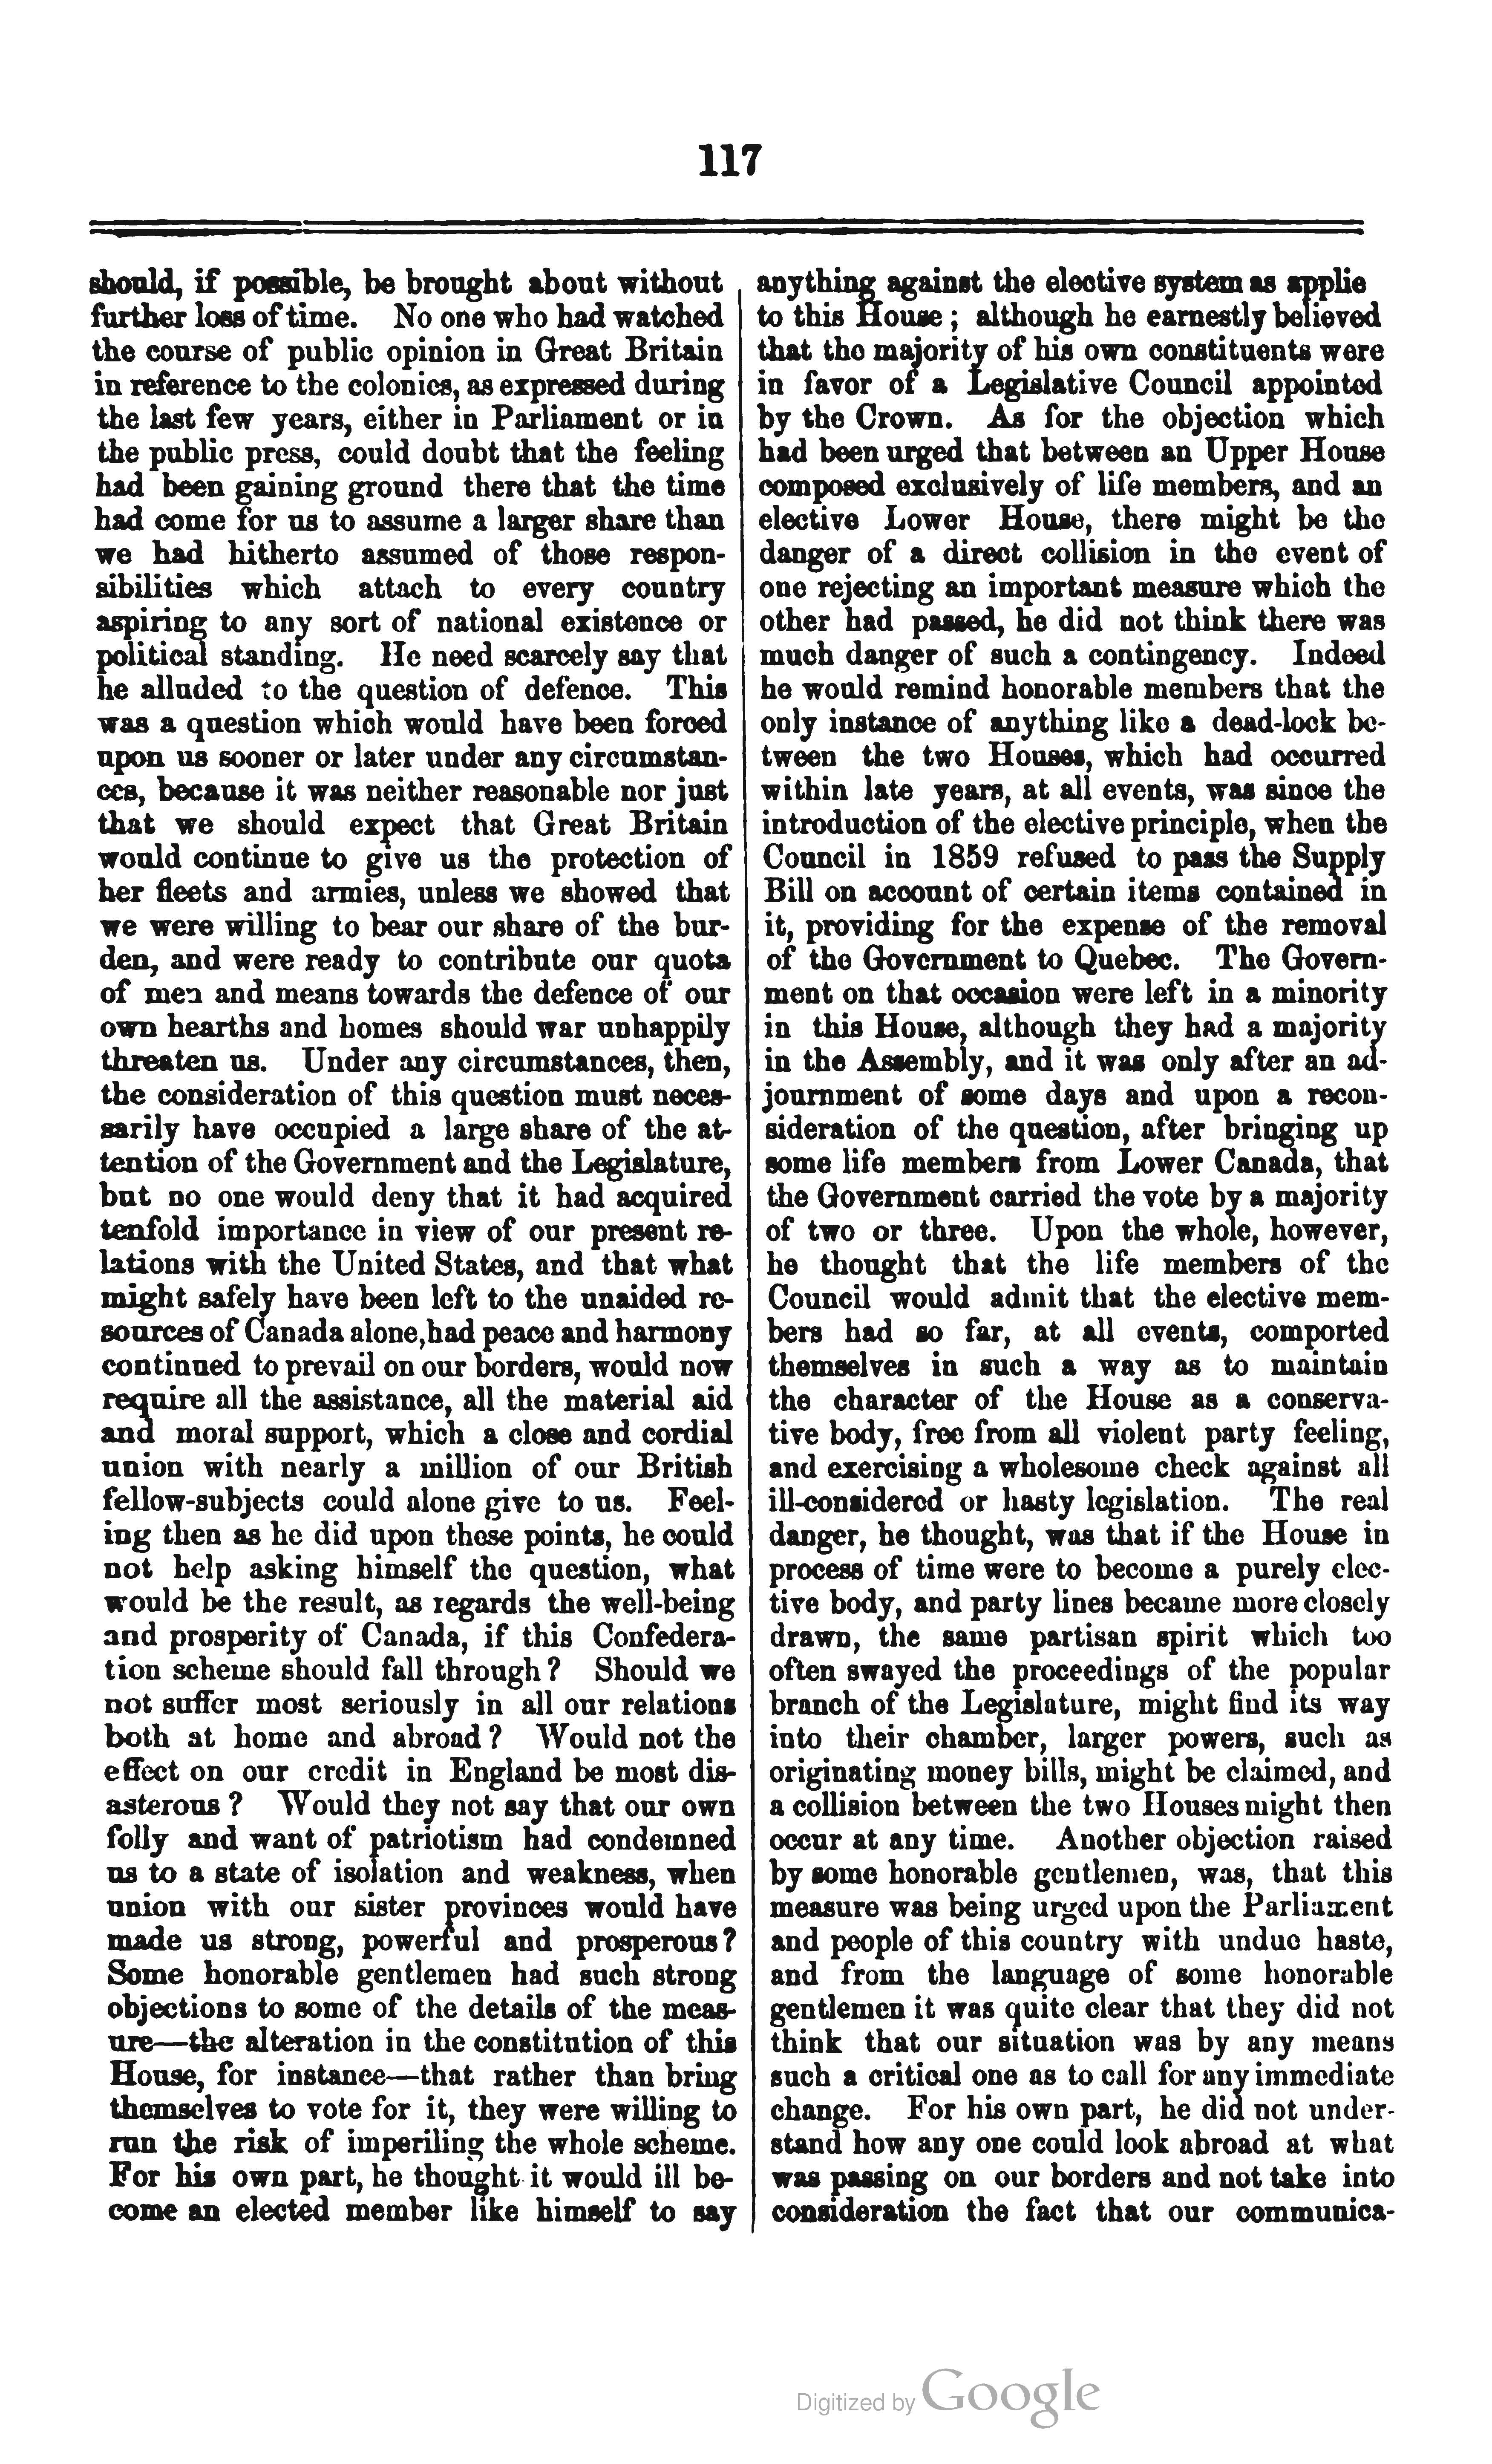 117
should, if possible, be brought about without
further loss of time. No one who had watched
the course of public opinion in Great Britain
in reference to the colonies, as expressed during
the last few years, either in Parliament or in
the public press, could doubt that the feeling
had been gaining ground there that the time
had come for us to assume a larger share than
we had hitherto assumed of those respon-
sibilities which attach to every country
aspiring to any sort of national existence or
political standing. He need scarcely say that
he alluded to the question of defence. This
was a question which would have been forced
upon us sooner or later under any circumstan-
ces, because it was neither reasonable nor just
that we should expect that Great Britain
would continue to give us the protection of
her fleets and armies, unless we showed that
we were willing to bear our share of the bur-
den, and were ready to contribute our quota
of men and means towards the defence of our
own hearths and homes should war unhappily
threaten us. Under any circumstances, then,
the consideration of this question must neces-
sarily have occupied a large share of the at-
tention of the Government and the Legislature,
but no one would deny that it had acquired
tenfold importance in view of our present re-
lations with the United States, and that what
might safely have been left to the unaided re-
sources of Canada alone, had peace and harmony
continued to prevail on our borders, would now
require all the assistance, all the material aid
and moral support, which a close and cordial
union with nearly a million of our British
fellow-subjects could alone give to us. Feel-
ing then as he did upon these points, he could
not help asking himself the question, what
would be the result, as regards the well-being
and prosperity of Canada, if this Confedera-
tion scheme should fall through? Should we
not suffer most seriously in all our relations
both at home and abroad? Would not the
effect on our credit in England be most dis-
asterous? Would they not say that our own
folly and want of patriotism had condemned
us to a state of isolation and weakness, when
union with our sister provinces would have
made us strong, powerful and prosperous?
Some honorable gentlemen had such strong
objections to some of the details of the meas-
ure—the alteration in the constitution of this
House, for instance—that rather than bring
themselves to vote for it, they were willing to
run the risk of imperiling the whole scheme.
For his own part, he thought it would ill be-
come an elected member like himself to say
anything against the elective system as applie
to this House; although he earnestly believed
that the majority of his own constituents were
in favor of a Legislative Council appointed
by the Crown. As for the objection which
had been urged that between an Upper House
composed exclusively of life members, and an
elective Lower House, there might be the
danger of a direct collision in the event of
one rejecting an important measure which the
other had passed, he did not think there was
much danger of such a contingency. Indeed
he would remind honorable members that the
only instance of anything like a dead-lock be-
tween the two Houses, which had occurred
within late years, at all events, was since the
introduction of the elective principle, when the
Council in 1859 refused to pass the Supply
Bill on account of certain items contained in
it, providing for the expense of the removal
of the Government to Quebec. The Govern-
ment on that occasion were left in a minority
in this House, although they had a majority
in the Assembly, and it was only after an ad-
journment of some days and upon a recon-
sideration of the question, after bringing up
some life members from Lower Canada, that
the Government carried the vote by a majority
of two or three. Upon the whole, however,
he thought that the life members of the
Council would admit that the elective mem-
bers had so far, at all events, comported
themselves in such a way as to maintain
the character of the House as a conserva-
tive body, free from all violent party feeling,
and exercising a wholesome check against all
ill-considered or hasty legislation. The real
danger, he thought, was that if the House in
process of time were to become a purely elec-
tive body, and party lines became more closely
drawn, the same partisan spirit which too
often swayed the proceedings of the popular
branch of the Legislature, might find its way
into their chamber, larger powers, such as
originating money bills, might be claimed, and
a collision between the two Houses might then
occur at any time. Another objection raised
by some honorable gentlemen, was, that this
measure was being urged upon the Parliament
and people of this country with undue haste,
and from the language of some honorable
gentlemen it was quite clear that they did not
think that our situation was by any means
such a critical one as to call for any immediate
change. For his own part, he did not under-
stand how any one could look abroad at what
was passing on our borders and not take into
consideration the fact that our communica-
Digitized by Google